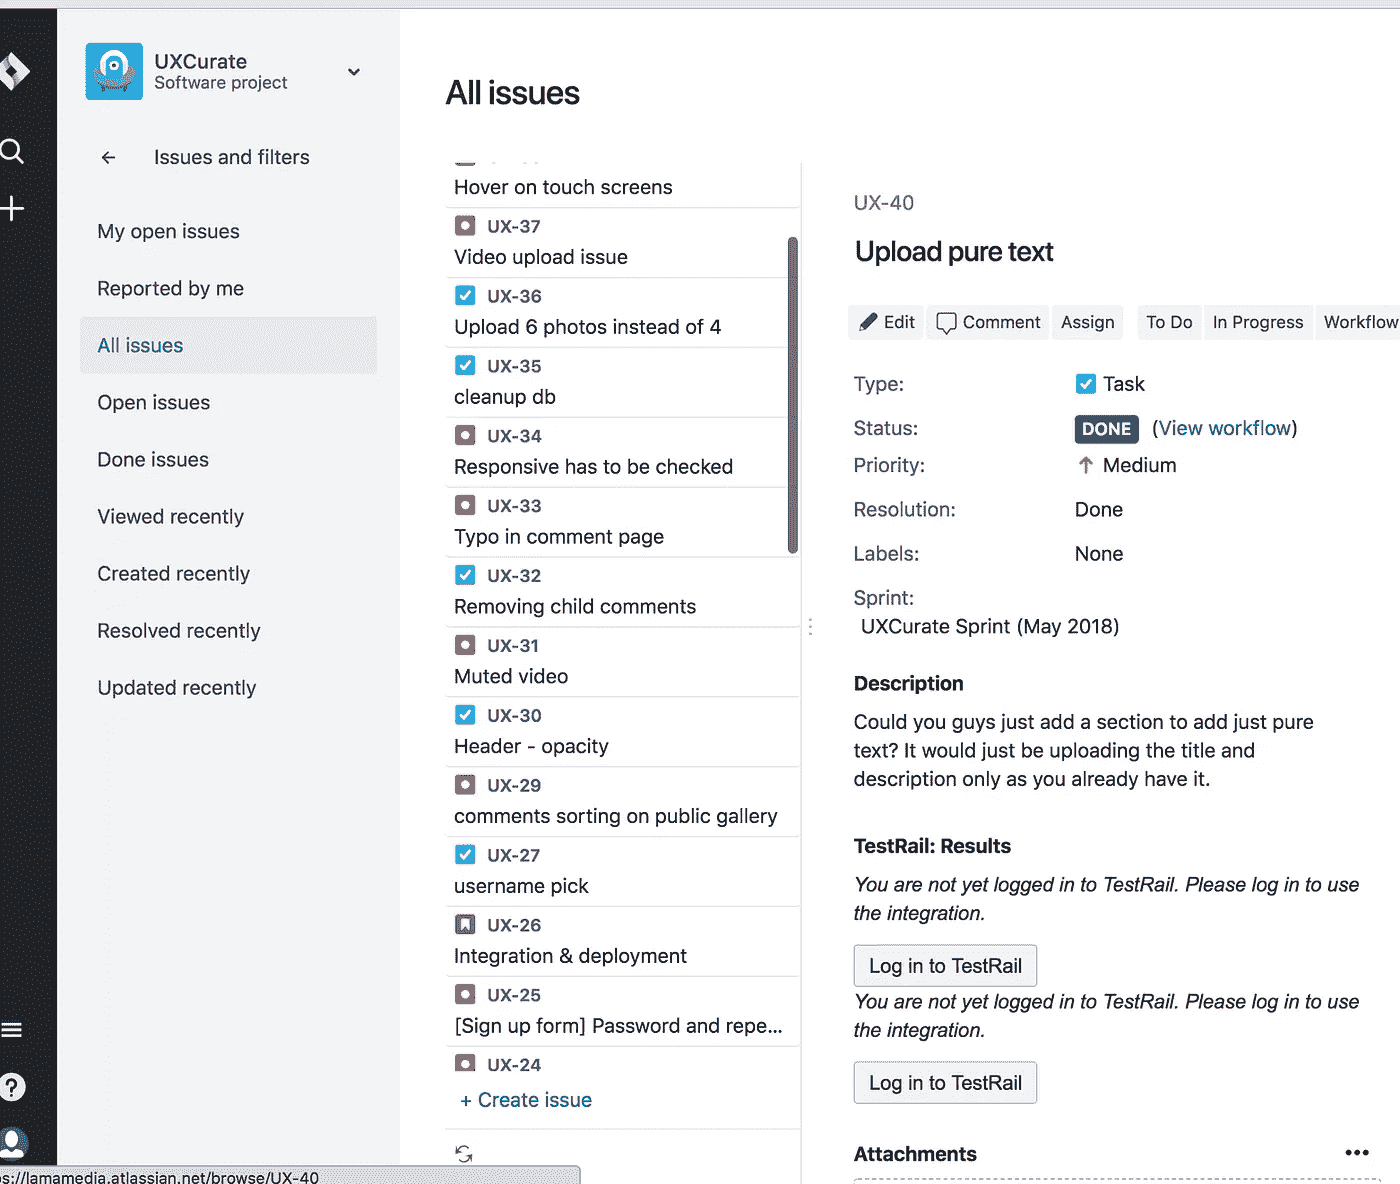 UXCurate
Software project
Issues and filters
My open issues
Reported by me
All issues
Open issues
Done issues
Viewed recently
Created recently
Resolved recently
Updated recently
All issues
Hover on touch screens
UX-37
Video upload issue
UX-36
Upload 6 photos instead of 4
UX-35
cleanup db
UX-34
Responsive has to be checked
UX-33
Typo in comment page
UX-32
Removing child comments
UX-31
Muted video
UX-30
Header - opacity
UX-29
comments sorting on public gallery
UX-27
username pick
UX-26
Integration & deployment
UX-25
[Sign up form] Password and repe...
UX-24
+ Create issue
UX-40
Upload pure text
Edit Comment Assign To Do In Progress Workflow
Type: Task
Status: DONE (View workflow)
Priority: Medium
Resolution: Done
Labels: None
Sprint:
UXCurate Sprint (May 2018)
Description
Could you guys just add a section to add just pure
text? It would just be uploading the title and
description only as you already have it.
TestRail: Results
You are not yet logged in to TestRail. Please log in to use
the integration.
Log in to TestRail
You are not yet logged in to TestRail. Please log in to use
the integration.
Log in to TestRail
Attachments
ps://lamamedia.atlassian.net/browse/UX-40